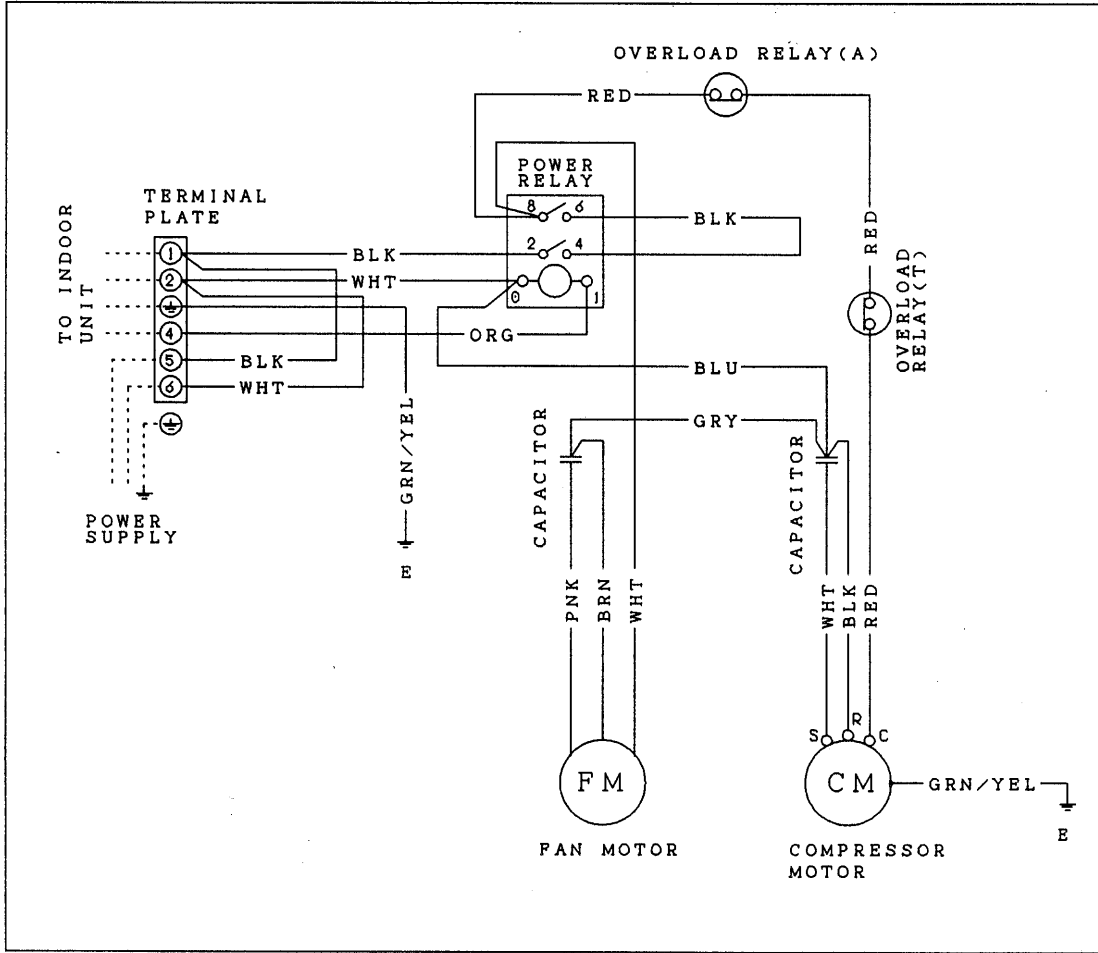 OVERLOAD RELAY(A)
RED
POWER
RELAY
8 6
BLK
TERMINAL
PLATE
TO INDOOR
UNIT
1
BLK
2 4
2
WHT
0 1
4
ORG
5
BLK
6
WHT
RED
OVERLOAD
RELAY(T)
BLU
GRY
GRN/YEL
E
POWER
SUPPLY
CAPACITOR
CAPACITOR
PNK
BRN
WHT
WHT
BLK
RED
S R C
FM
CM
GRN/YEL
E
FAN MOTOR
COMPRESSOR
MOTOR